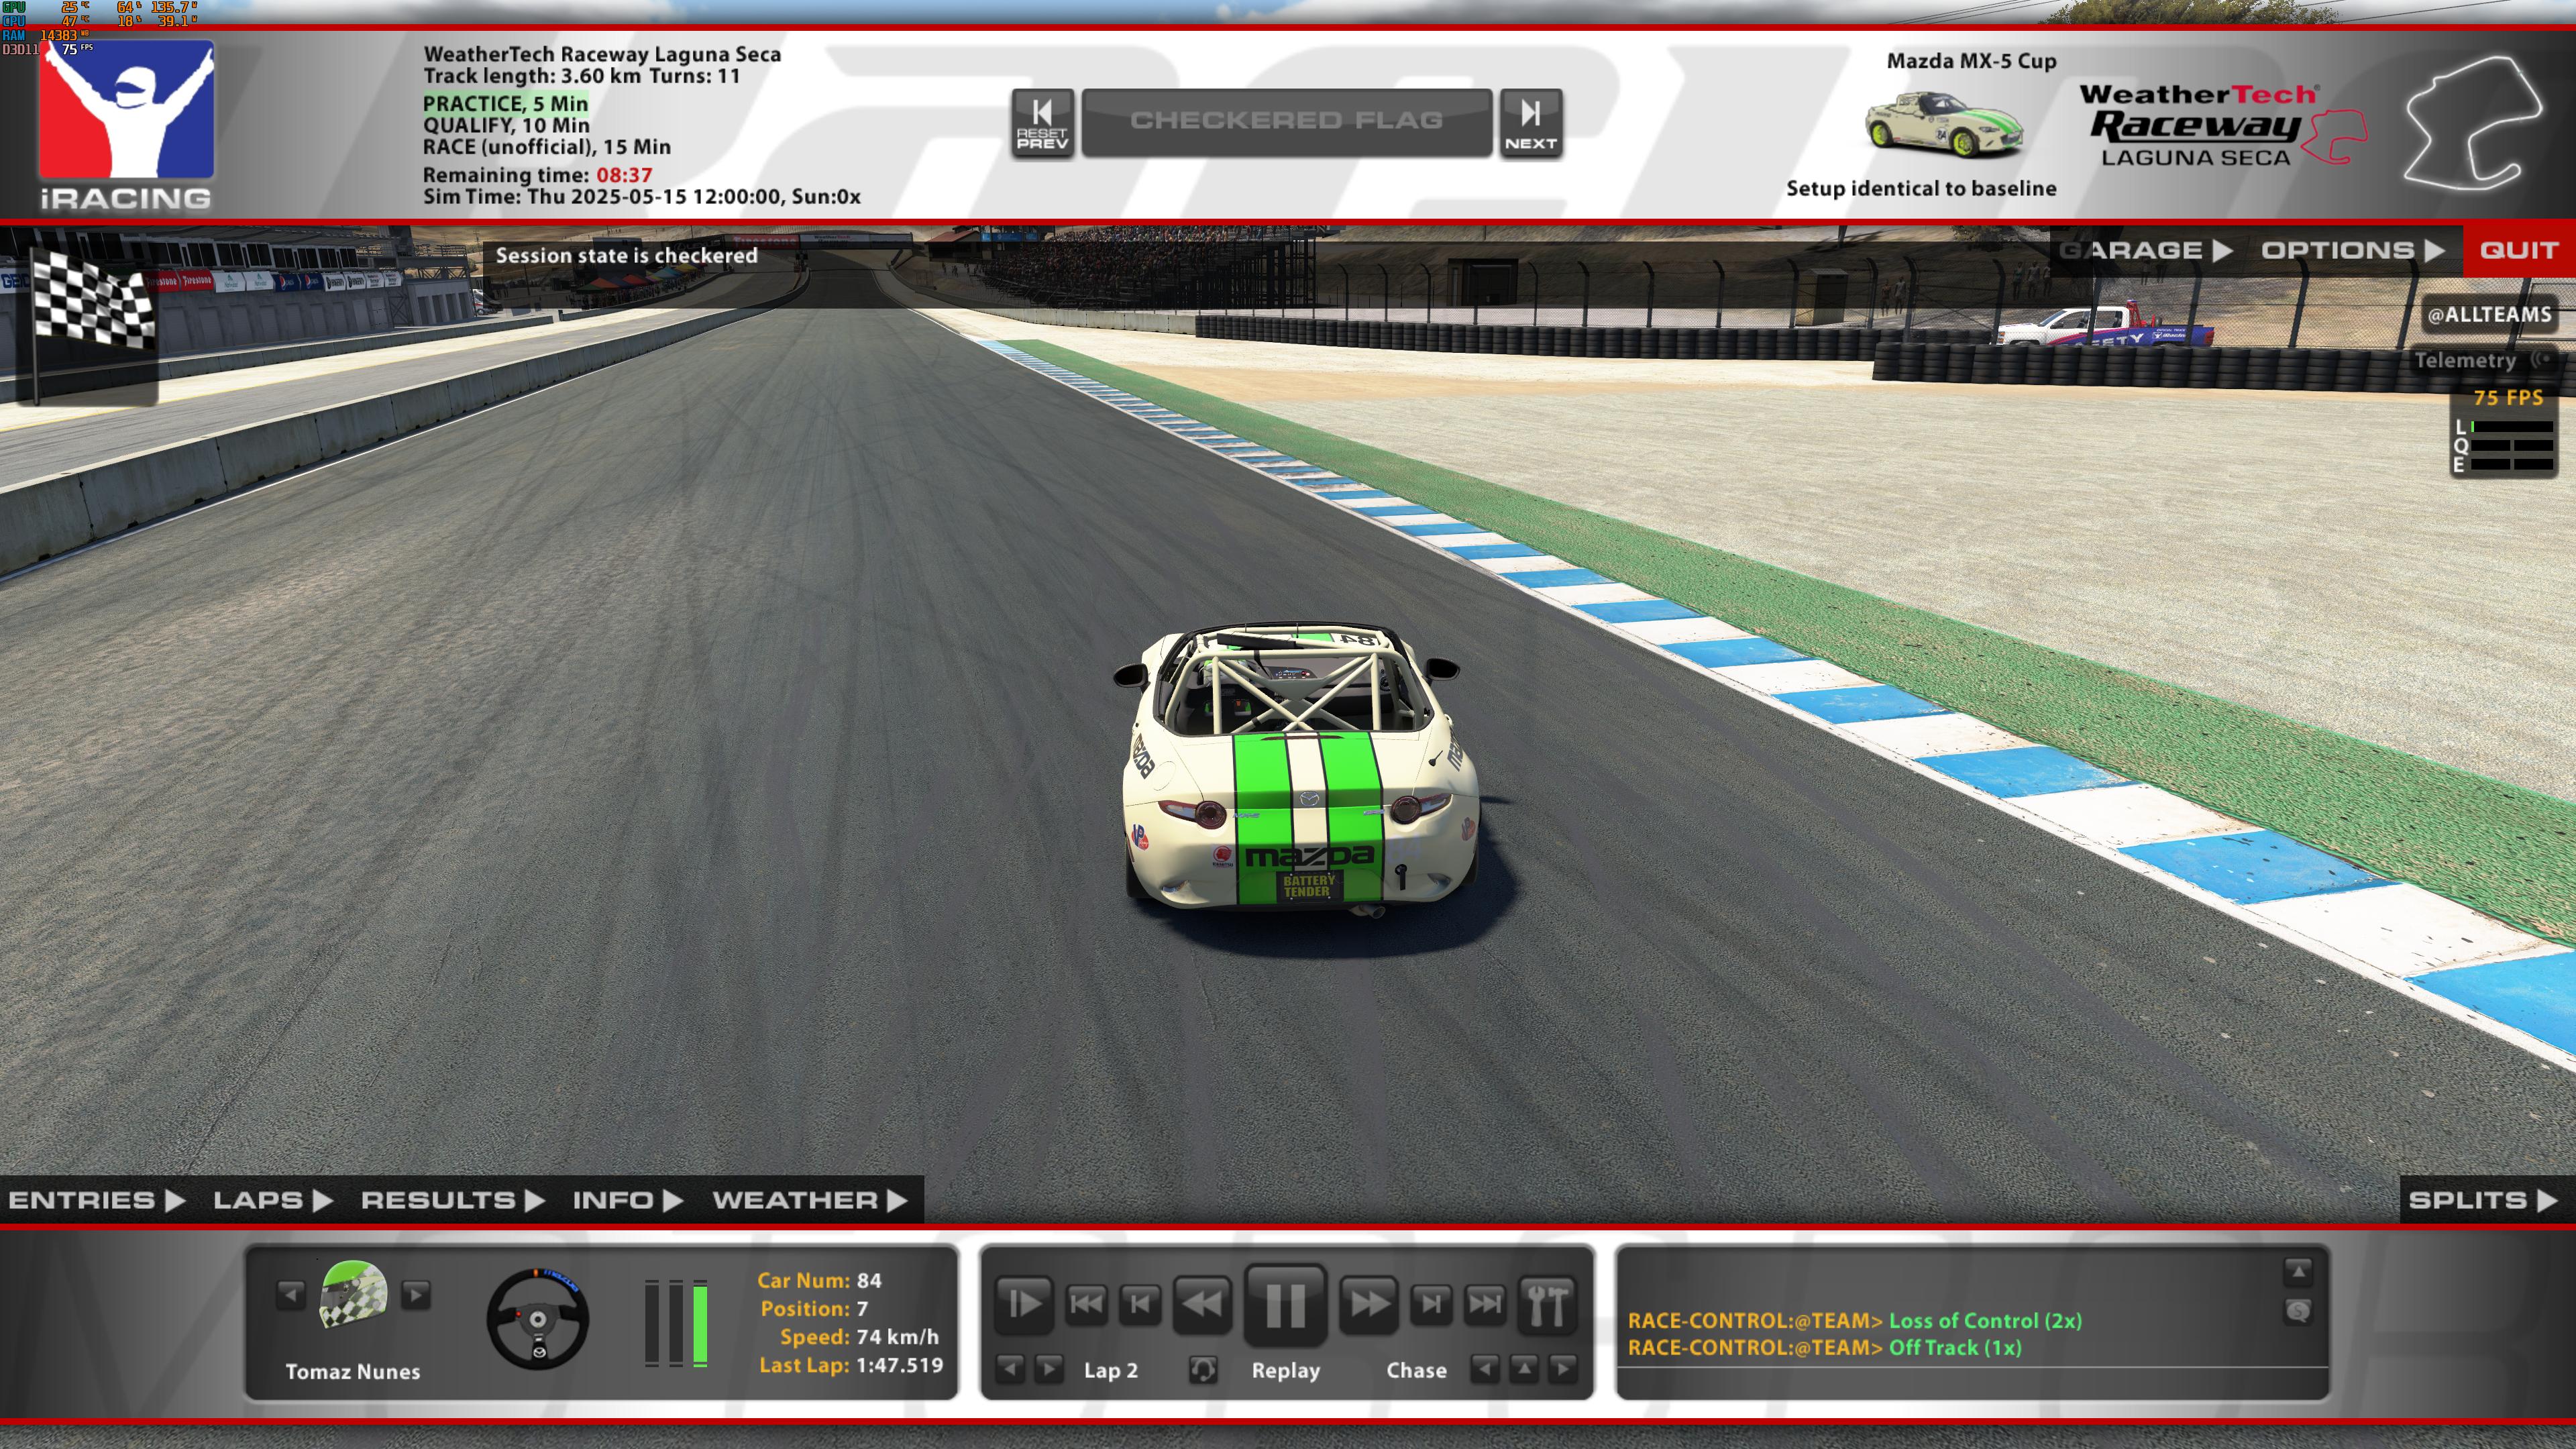 GPU 25 °C 64 % 135.7 W
CPU 47 °C 18 % 39.1 W
RAM 14383 MB
D3D11 75 FPS
iRACING
WeatherTech Raceway Laguna Seca
Track length: 3.60 km Turns: 11
PRACTICE, 5 Min
QUALIFY, 10 Min
RACE (unofficial), 15 Min
Remaining time: 08:37
Sim Time: Thu 2025-05-15 12:00:00, Sun:0x
RESET PREV
CHECKERED FLAG
NEXT
Mazda MX-5 Cup
Setup identical to baseline
WeatherTech
Raceway
LAGUNA SECA
Session state is checkered
GARAGE
OPTIONS
QUIT
@ALLTEAMS
Telemetry
75 FPS
L
Q
E
Firestone
Firestone
84
mazda
mazda
BATTERY
TENDER
ENTRIES
LAPS
RESULTS
INFO
WEATHER
SPLITS
Tomaz Nunes
Car Num: 84
Position: 7
Speed: 74 km/h
Last Lap: 1:47.519
Lap 2
Replay
Chase
RACE-CONTROL:@TEAM> Loss of Control (2x)
RACE-CONTROL:@TEAM> Off Track (1x)